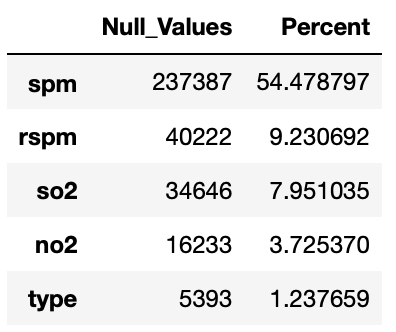 Null_Values Percent
spm 237387 54.478797
rspm 40222 9.230692
so2 34646 7.951035
no2 16233 3.725370
type 5393 1.237659